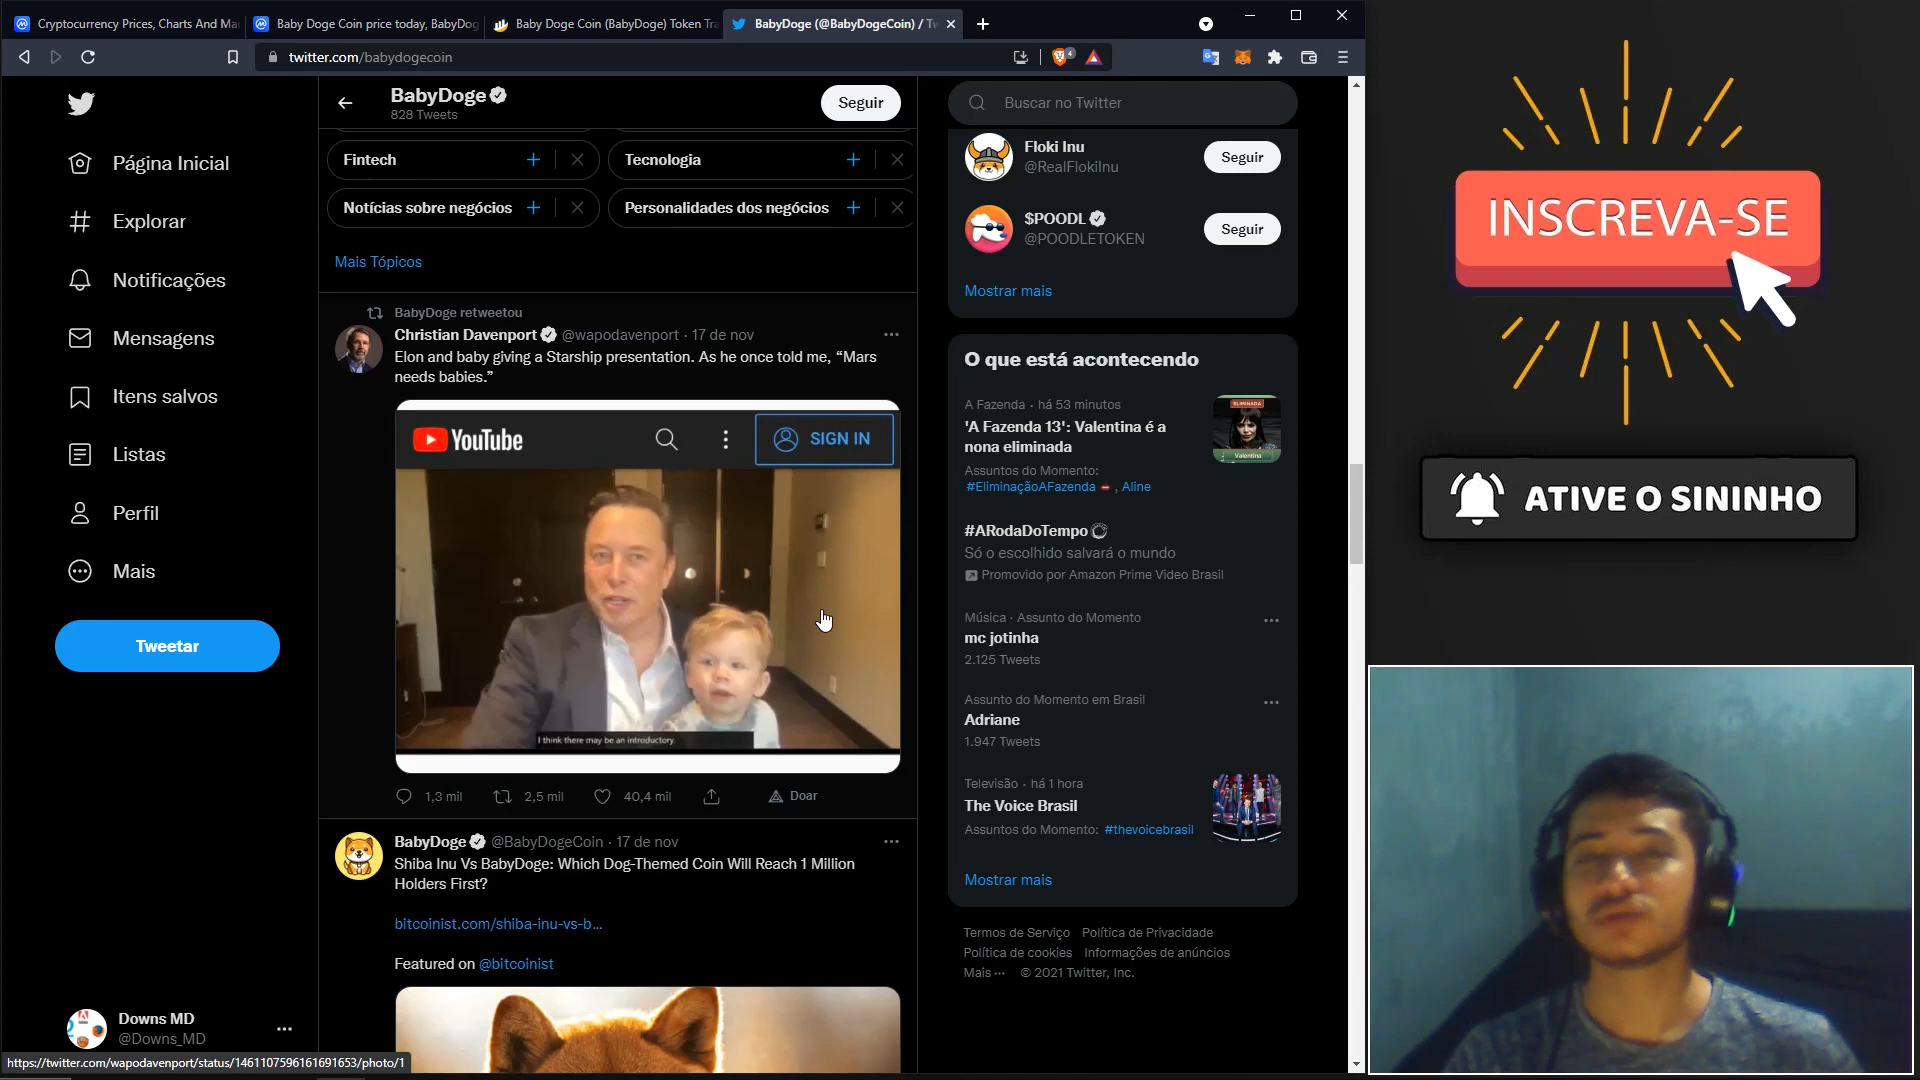 Cryptocurrency Prices, Charts And Ma
Baby Doge Coin price today, BabyDog
Baby Doge Coin (BabyDoge) Token Tra
BabyDoge (@BabyDogeCoin) / Tw
twitter.com/babydogecoin
4
Página Inicial
Explorar
Notificações
Mensagens
Itens salvos
Listas
Perfil
Mais
Tweetar
Downs MD
@Downs_MD
https://twitter.com/wapodavenport/status/1461107596161691653/photo/1
BabyDoge
828 Tweets
Seguir
Fintech
Tecnologia
Notícias sobre negócios
Personalidades dos negócios
Mais Tópicos
BabyDoge retweetou
Christian Davenport @wapodavenport · 17 de nov
Elon and baby giving a Starship presentation. As he once told me, “Mars
needs babies.”
YouTube
SIGN IN
I think there may be an introductory.
1,3 mil
2,5 mil
40,4 mil
Doar
BabyDoge @BabyDogeCoin · 17 de nov
Shiba Inu Vs BabyDoge: Which Dog-Themed Coin Will Reach 1 Million
Holders First?
bitcoinist.com/shiba-inu-vs-b...
Featured on @bitcoinist
Buscar no Twitter
Floki Inu
@RealFlokiInu
Seguir
$POODL
@POODLETOKEN
Seguir
Mostrar mais
O que está acontecendo
A Fazenda · há 53 minutos
'A Fazenda 13': Valentina é a
nona eliminada
Assuntos do Momento:
#EliminaçãoAFazenda , Aline
ELIMINADA
Valentina
#ARodaDoTempo
Só o escolhido salvará o mundo
Promovido por Amazon Prime Video Brasil
Música · Assunto do Momento
mc jotinha
2.125 Tweets
Assunto do Momento em Brasil
Adriane
1.947 Tweets
Televisão · há 1 hora
The Voice Brasil
Assuntos do Momento: #thevoicebrasil
Mostrar mais
Termos de Serviço Política de Privacidade
Política de cookies Informações de anúncios
Mais ··· © 2021 Twitter, Inc.
INSCREVA-SE
ATIVE O SININHO